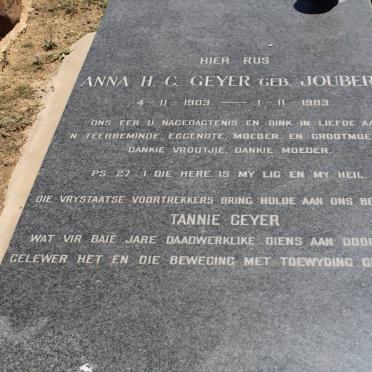 HIER RUS
ANNA H. C. GEYER GEB. JOUBER
4-11-1903 — 1-11-1983
ONS EER U NAGEDAGTENIS EN DINK IN LIEFDE AA
'N TEERBEMINDE, EGGENOTE, MOEDER EN GROOTMOE
DANKIE VROUTJIE, DANKIE MOEDER.
PS. 27:1 DIE HERE IS MY LIG EN MY HEIL
DIE VRYSTAATSE VOORTREKKERS BRING HULDE AAN ONS BE
TANNIE GEYER
WAT VIR BAIE JARE DAADWERKLIKE DIENS AAN DOOR
GELEWER HET EN DIE BEWEGING MET TOEWYDING G